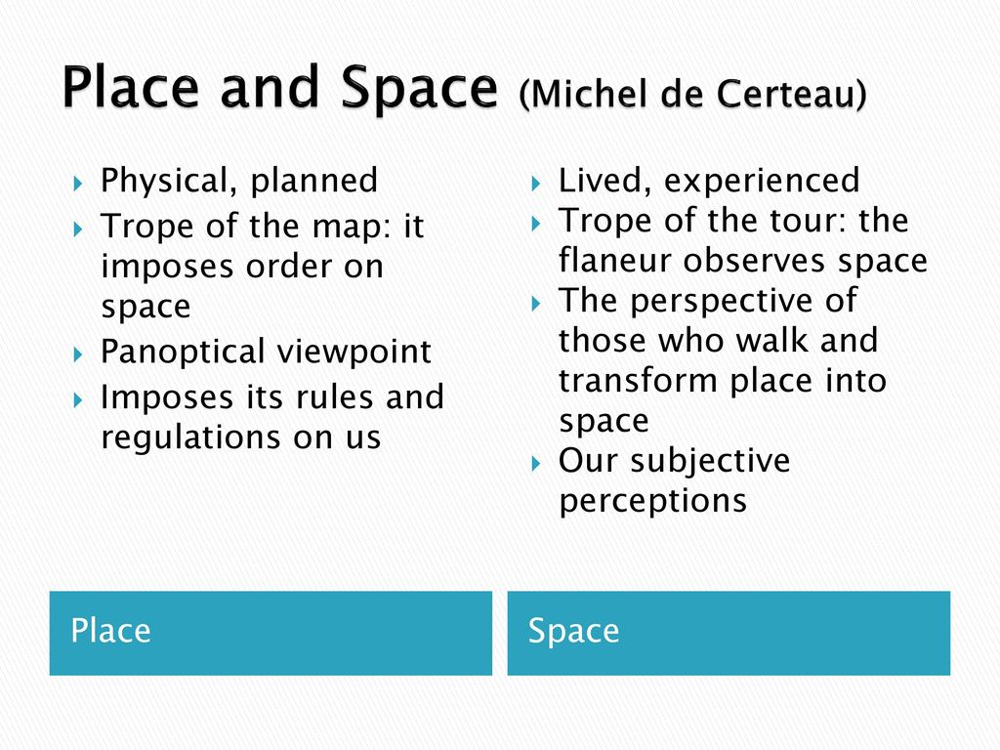 Place and Space (Michel de Certeau)
Physical, planned
Trope of the map: it
imposes order on
space
Panoptical viewpoint
Imposes its rules and
regulations on us
Lived, experienced
Trope of the tour: the
flaneur observes space
The perspective of
those who walk and
transform place into
space
Our subjective
perceptions
Place
Space